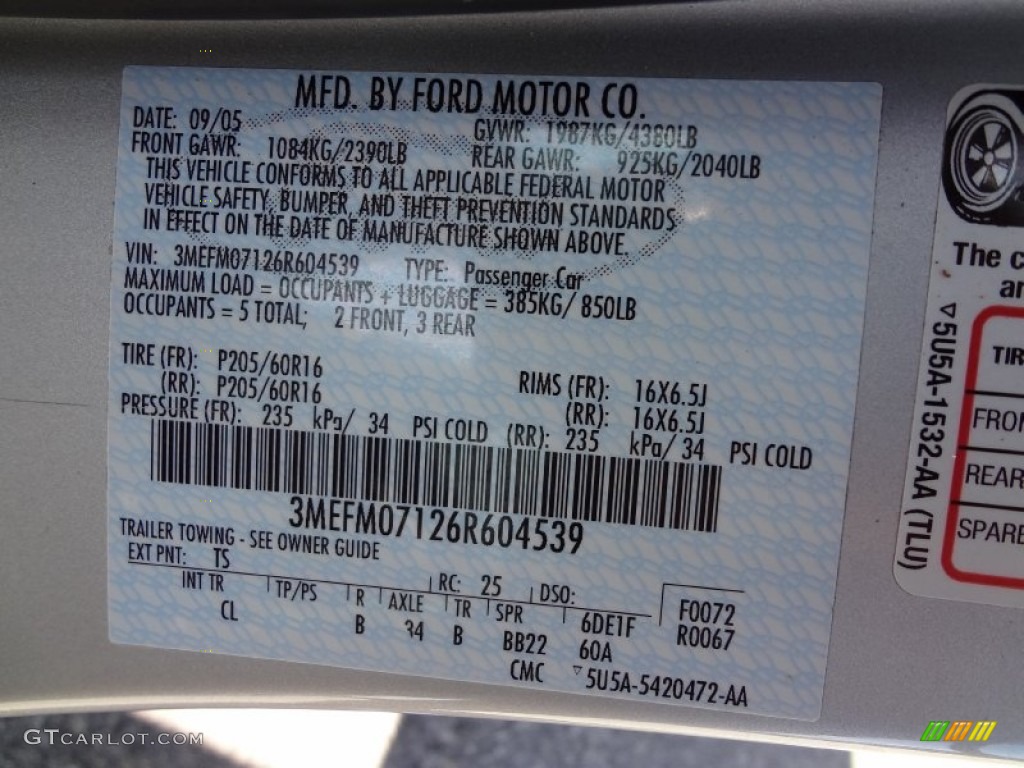 MFD. BY FORD MOTOR CO.
DATE: 09/05 GVWR: 1987KG/4380LB
FRONT GAWR: 1084KG/2390LB REAR GAWR: 925KG/2040LB
THIS VEHICLE CONFORMS TO ALL APPLICABLE FEDERAL MOTOR
VEHICLE SAFETY, BUMPER, AND THEFT PREVENTION STANDARDS
IN EFFECT ON THE DATE OF MANUFACTURE SHOWN ABOVE.
VIN: 3MEFM07126R604539 TYPE: Passenger Car
MAXIMUM LOAD = OCCUPANTS + LUGGAGE = 385KG/ 850LB
OCCUPANTS = 5 TOTAL; 2 FRONT, 3 REAR
TIRE (FR): P205/60R16 RIMS (FR): 16X6.5J
(RR): P205/60R16 (RR): 16X6.5J
PRESSURE (FR): 235 kPa/ 34 PSI COLD (RR): 235 kPa/ 34 PSI COLD
3MEFM07126R604539
TRAILER TOWING - SEE OWNER GUIDE
EXT PNT: TS RC: 25 DSO:
INT TR TP/PS R AXLE TR SPR 6DE1F F0072
CL B 34 B BB22 60A R0067
CMC ▽5U5A-5420472-AA
The c
an
TIR
FRON
REAR
SPARE
▽5U5A-1532-AA (TLU)
GTCARLOT.COM